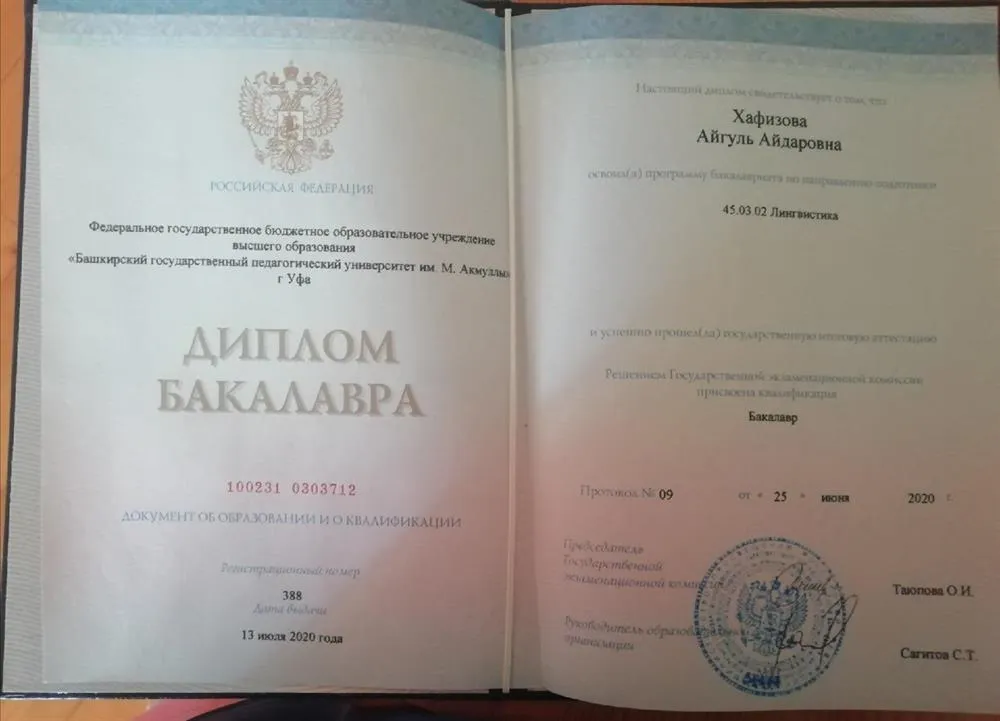 РОССИЙСКАЯ ФЕДЕРАЦИЯ
Федеральное государственное бюджетное образовательное учреждение
высшего образования
«Башкирский государственный педагогический университет им. М. Акмуллы»
г Уфа
ДИПЛОМ
БАКАЛАВРА
100231 0303712
ДОКУМЕНТ ОБ ОБРАЗОВАНИИ И О КВАЛИФИКАЦИИ
Регистрационный номер
388
Дата выдачи
13 июля 2020 года
Настоящий диплом свидетельствует о том, что
Хафизова
Айгуль Айдаровна
освоил(а) программу бакалавриата по направлению подготовки
45.03.02 Лингвистика
и успешно прошел(ла) государственную итоговую аттестацию
Решением Государственной экзаменационной комиссии
присвоена квалификация
Бакалавр
Протокол № 09 от « 25 » июня 2020 г.
Председатель
Государственной
экзаменационной комиссии
Таюпова О.И.
Руководитель образовательной
организации
Сагитов С.Т.